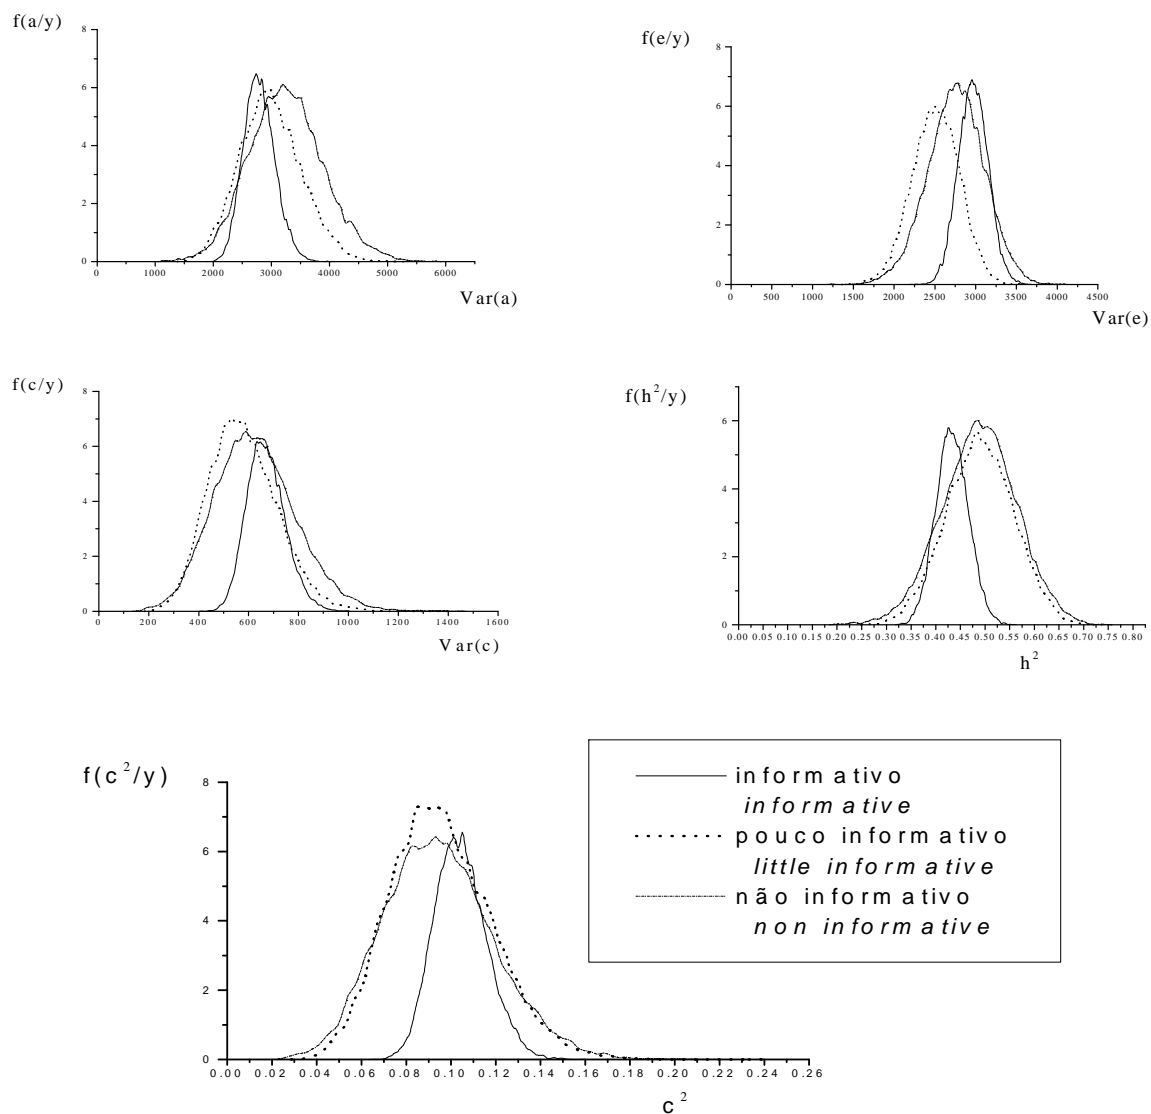 f(a/y)
8
6
4
2
0
0 1000 2000 3000 4000 5000 6000
Var(a)
f(e/y)
8
6
4
2
0
0 500 1000 1500 2000 2500 3000 3500 4000 4500
Var(e)
f(c/y)
8
6
4
2
0
0 200 400 600 800 1000 1200 1400 1600
Var(c)
f(h²/y)
6
4
2
0
0.00 0.05 0.10 0.15 0.20 0.25 0.30 0.35 0.40 0.45 0.50 0.55 0.60 0.65 0.70 0.75 0.80
h²
f(c²/y)
8
6
4
2
0
0.00 0.02 0.04 0.06 0.08 0.10 0.12 0.14 0.16 0.18 0.20 0.22 0.24 0.26
c²
informativo
informative
pouco informativo
little informative
não informativo
non informative